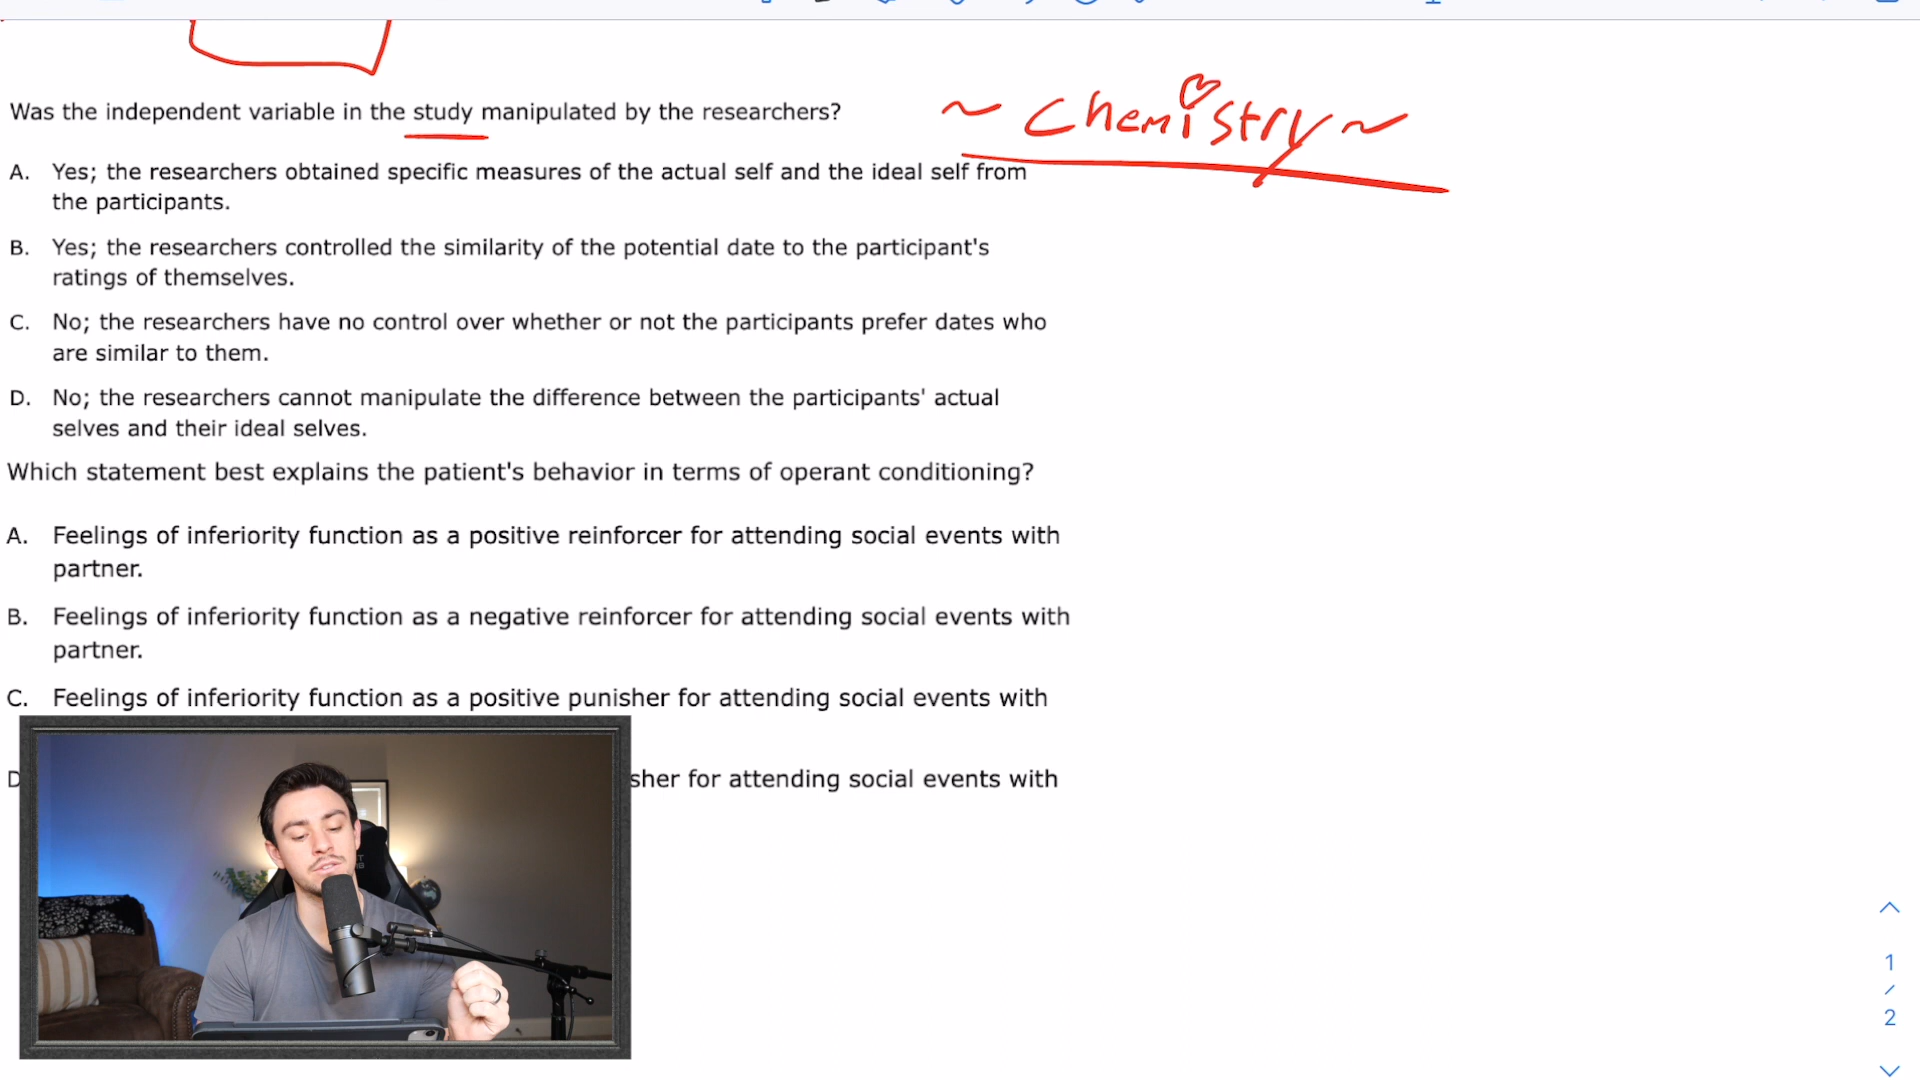 ~ Chemistry ~
Was the independent variable in the study manipulated by the researchers?
A. Yes; the researchers obtained specific measures of the actual self and the ideal self from
the participants.
B. Yes; the researchers controlled the similarity of the potential date to the participant's
ratings of themselves.
C. No; the researchers have no control over whether or not the participants prefer dates who
are similar to them.
D. No; the researchers cannot manipulate the difference between the participants' actual
selves and their ideal selves.
Which statement best explains the patient's behavior in terms of operant conditioning?
A. Feelings of inferiority function as a positive reinforcer for attending social events with
partner.
B. Feelings of inferiority function as a negative reinforcer for attending social events with
partner.
C. Feelings of inferiority function as a positive punisher for attending social events with
D sher for attending social events with
1
/
2